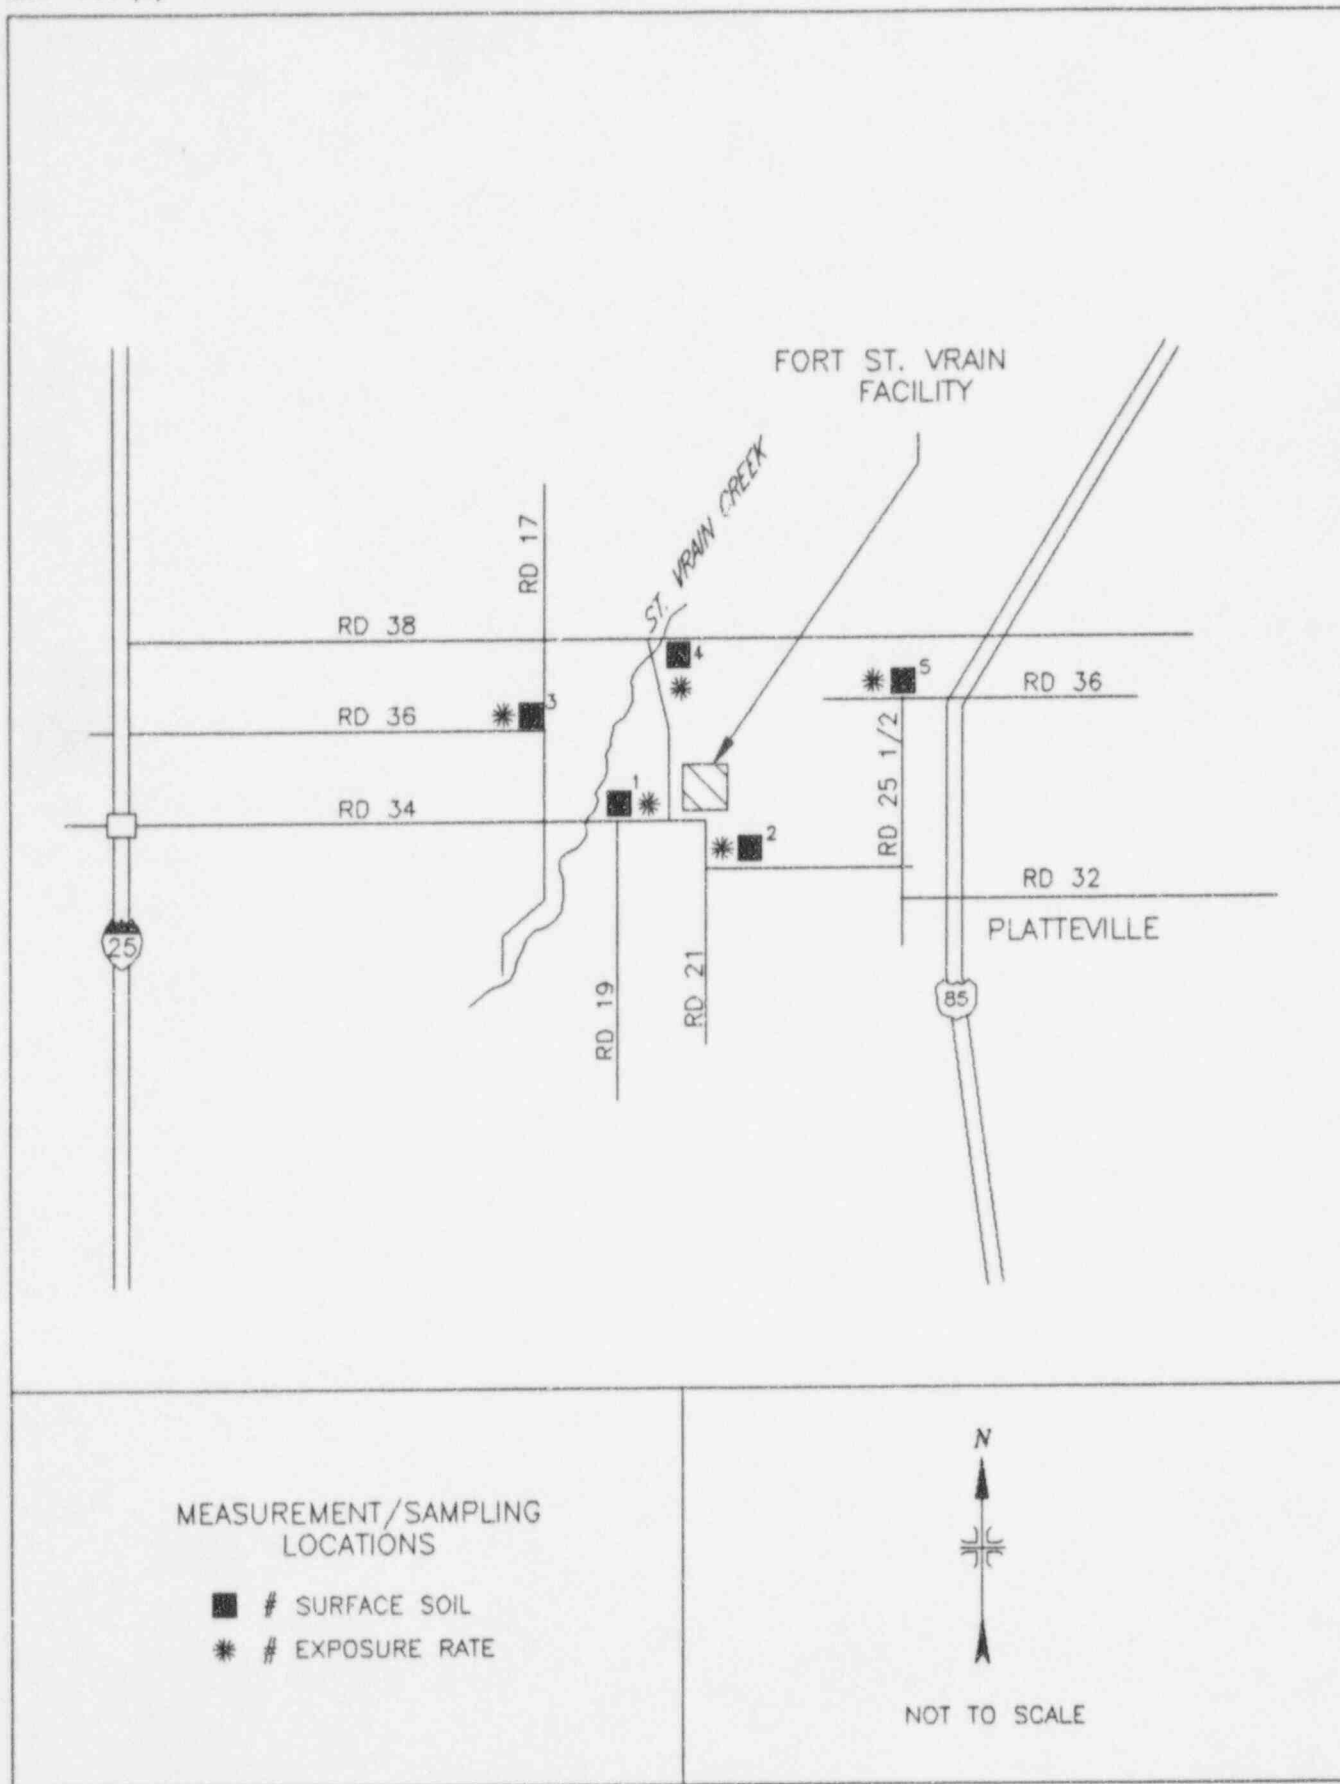 FORT ST. VRAIN
FACILITY
ST. VRAIN CREEK
RD 17
RD 38
4
5
RD 36
3
RD 36
RD 25 1/2
1
RD 34
2
RD 32
PLATTEVILLE
25
RD 21
85
RD 19
N
MEASUREMENT/SAMPLING
LOCATIONS
# SURFACE SOIL
# EXPOSURE RATE
NOT TO SCALE